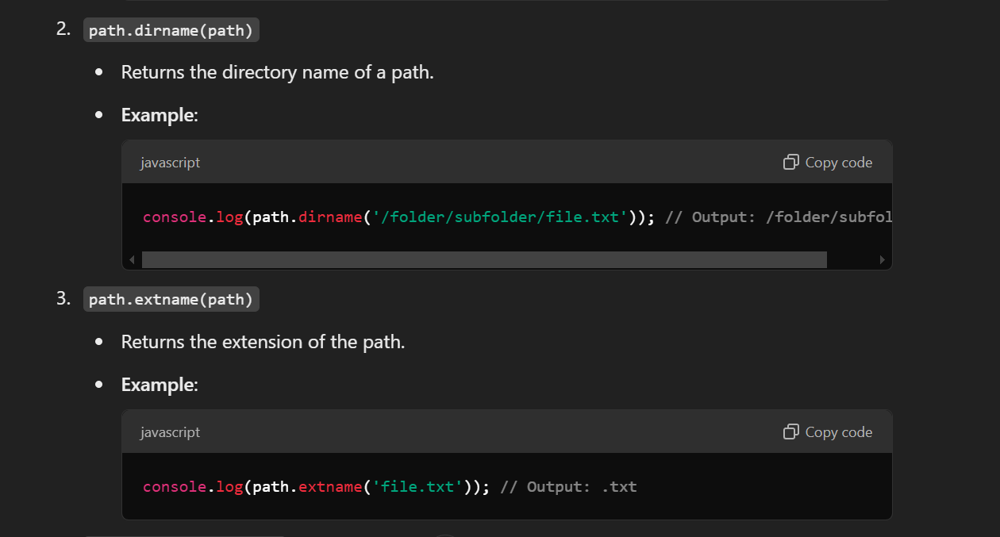 2. path.dirname(path)
• Returns the directory name of a path.
• Example:
javascript Copy code
console.log(path.dirname('/folder/subfolder/file.txt')); // Output: /folder/subfol
3. path.extname(path)
• Returns the extension of the path.
• Example:
javascript Copy code
console.log(path.extname('file.txt')); // Output: .txt